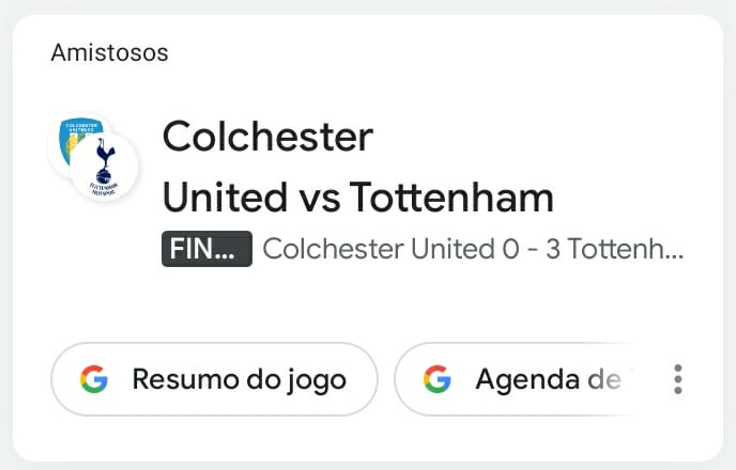 Amistosos
COLCHESTER
UNITED FC
TOTTENHAM
HOTSPUR
Colchester
United vs Tottenham
FIN... Colchester United 0 - 3 Tottenh...
Resumo do jogo
Agenda de